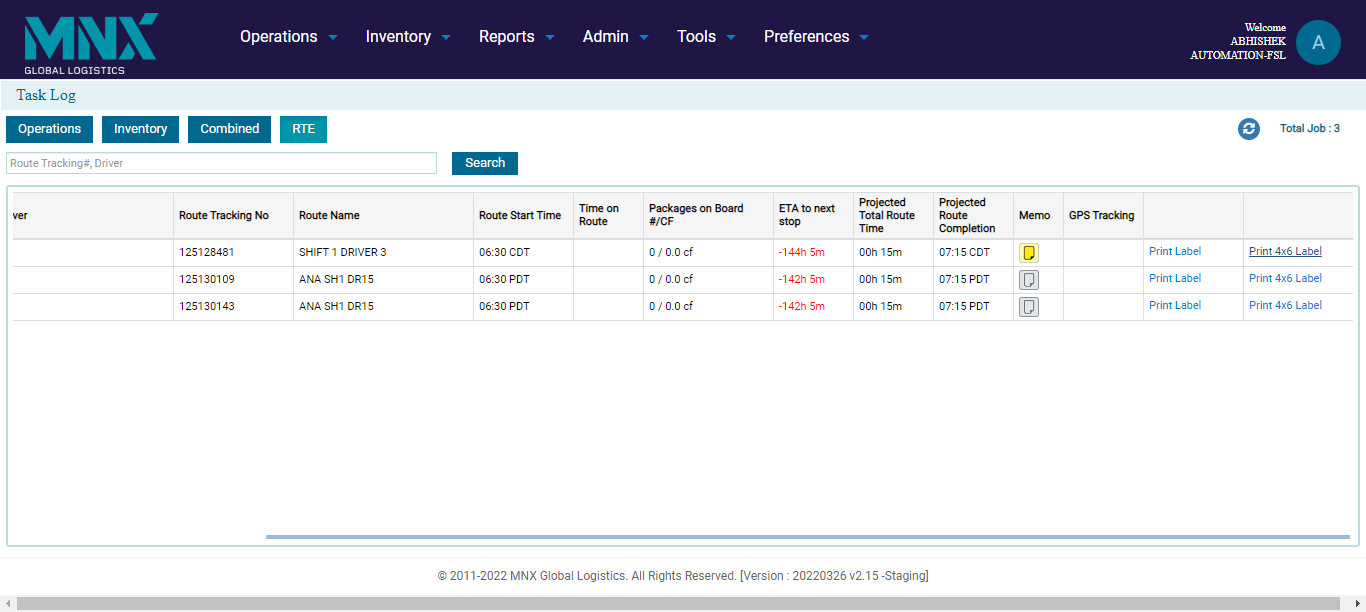 MNX
GLOBAL LOGISTICS
Operations Inventory Reports Admin Tools Preferences
Welcome
ABHISHEK
AUTOMATION-FSL
A
Task Log
Operations Inventory Combined RTE
Total Job : 3
Route Tracking#, Driver Search
ver Route Tracking No Route Name Route Start Time Time on Route Packages on Board #/CF ETA to next stop Projected Total Route Time Projected Route Completion Memo GPS Tracking
125128481 SHIFT 1 DRIVER 3 06:30 CDT 0 / 0.0 cf -144h 5m 00h 15m 07:15 CDT Print Label Print 4x6 Label
125130109 ANA SH1 DR15 06:30 PDT 0 / 0.0 cf -142h 5m 00h 15m 07:15 PDT Print Label Print 4x6 Label
125130143 ANA SH1 DR15 06:30 PDT 0 / 0.0 cf -142h 5m 00h 15m 07:15 PDT Print Label Print 4x6 Label
© 2011-2022 MNX Global Logistics. All Rights Reserved. [Version : 20220326 v2.15 -Staging]